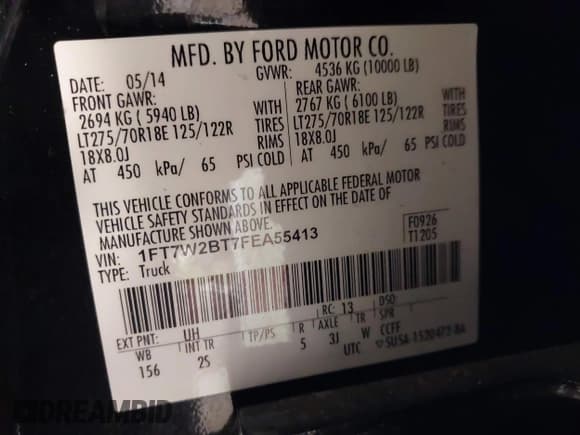 MFD. BY FORD MOTOR CO.
DATE: 05/14 GVWR: 4536 KG (10000 LB)
FRONT GAWR: REAR GAWR:
2694 KG ( 5940 LB) WITH 2767 KG ( 6100 LB) WITH
LT275/70R18E 125/122R TIRES LT275/70R18E 125/122R TIRES
18X8.0J RIMS 18X8.0J RIMS
AT 450 kPa/ 65 PSI COLD AT 450 kPa/ 65 PSI COLD
THIS VEHICLE CONFORMS TO ALL APPLICABLE FEDERAL MOTOR
VEHICLE SAFETY STANDARDS IN EFFECT ON THE DATE OF
MANUFACTURE SHOWN ABOVE.
VIN: 1FT7W2BT7FEA55413 F0926
TYPE: Truck T1205
RC: 13 DSO:
EXT PNT: UH
WB INT TR TP/PS R AXLE TR SPR
156 2S 5 3J W CCFF
UTC
DREAMBID